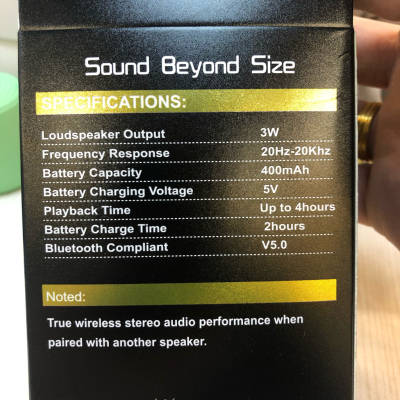 Sound Beyond Size
SPECIFICATIONS:
Loudspeaker Output 3W
Frequency Response 20Hz-20Khz
Battery Capacity 400mAh
Battery Charging Voltage 5V
Playback Time Up to 4hours
Battery Charge Time 2hours
Bluetooth Compliant V5.0
Noted:
True wireless stereo audio performance when
paired with another speaker.